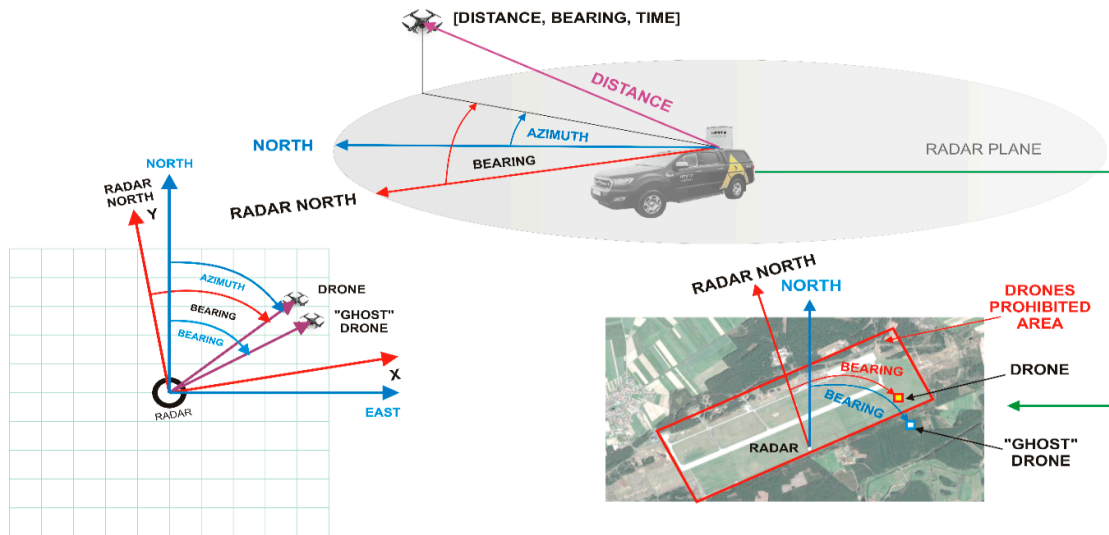 [DISTANCE, BEARING, TIME]
DISTANCE
NORTH
AZIMUTH
BEARING
RADAR NORTH
RADAR PLANE
NORTH
RADAR
NORTH
Y
AZIMUTH
BEARING
BEARING
DRONE
"GHOST"
DRONE
X
EAST
RADAR
RADAR NORTH
NORTH
DRONES
PROHIBITED
AREA
BEARING
BEARING
DRONE
RADAR
"GHOST"
DRONE